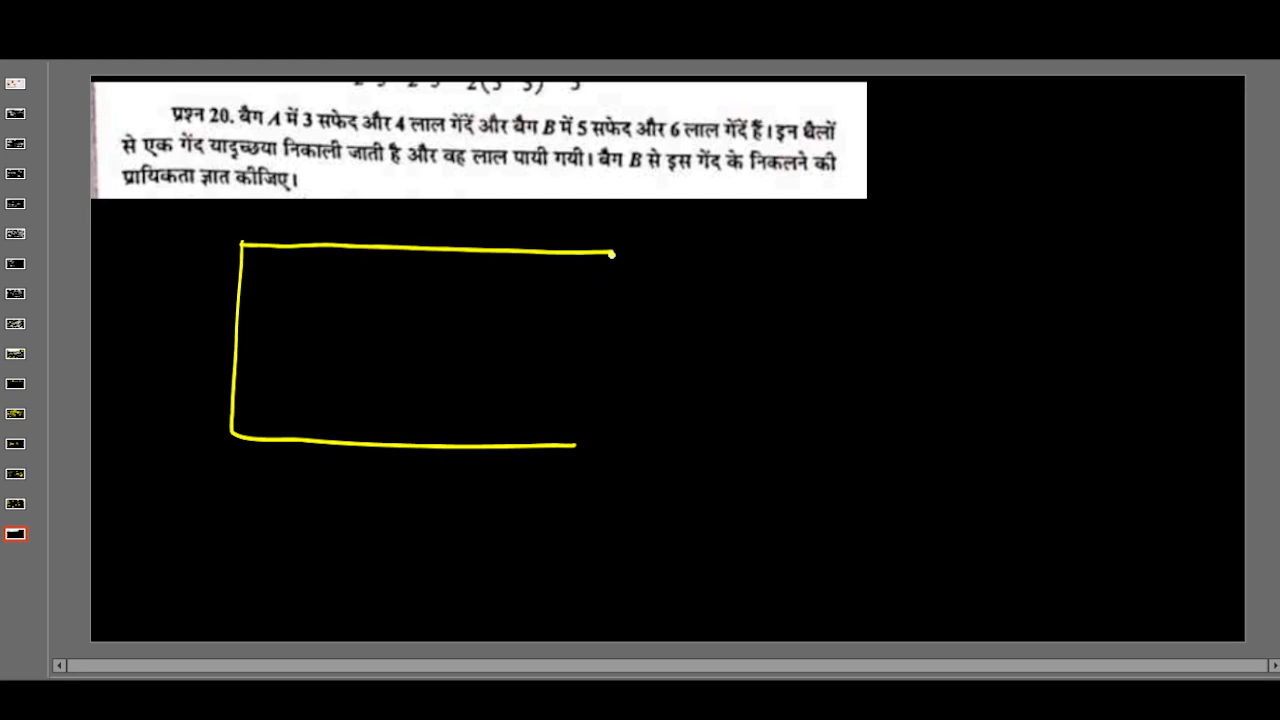 प्रश्न 20. बैग A में 3 सफेद और 4 लाल गेंदें और बैग B में 5 सफेद और 6 लाल गेंदें हैं। इन थैलों
से एक गेंद यादृच्छया निकाली जाती है और वह लाल पायी गयी। बैग B से इस गेंद के निकलने की
प्रायिकता ज्ञात कीजिए।